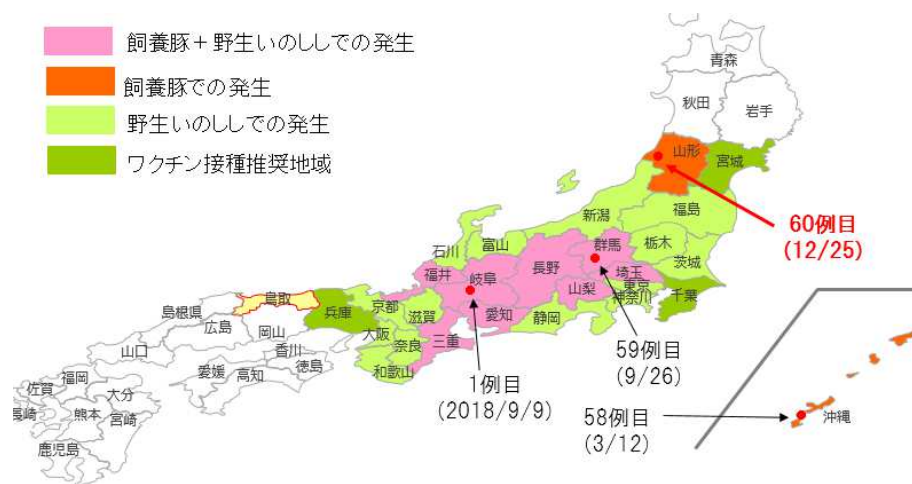 飼養豚+野生いのししでの発生
飼養豚での発生
野生いのししでの発生
ワクチン接種推奨地域
青森
秋田
岩手
山形
宮城
新潟
福島
60例目
(12/25)
石川
富山
群馬
栃木
福井
岐阜
長野
埼玉
茨城
山梨
東京
神奈川
千葉
鳥取
島根県
京都
兵庫
滋賀
愛知
静岡
広島
岡山
大阪
奈良
三重
山口
香川
徳島
和歌山
愛媛
高知
59例目
(9/26)
1例目
(2018/9/9)
佐賀
福岡
大分
長崎
熊本
宮崎
鹿児島
58例目
(3/12)
沖縄